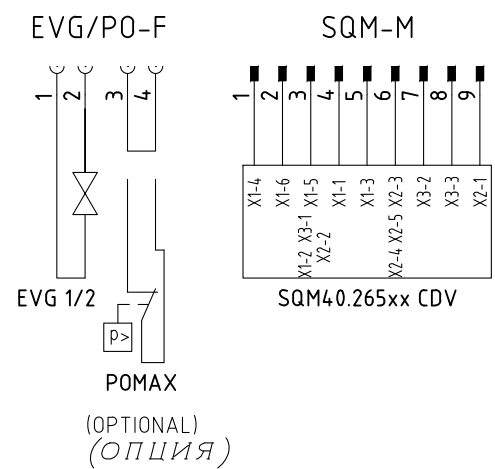 EVG/PO-F
SQM-M
1 2 3 4
1 2 3 4 5 6 7 8 9
X1-4 X1-6 X1-5 X1-1 X1-3 X2-3 X3-2 X3-3 X2-1
X1-2 X3-1 X2-2 X2-4 X2-5
EVG 1/2
SQM40.265xx CDV
p>
POMAX
(OPTIONAL)
(ОПЦИЯ)